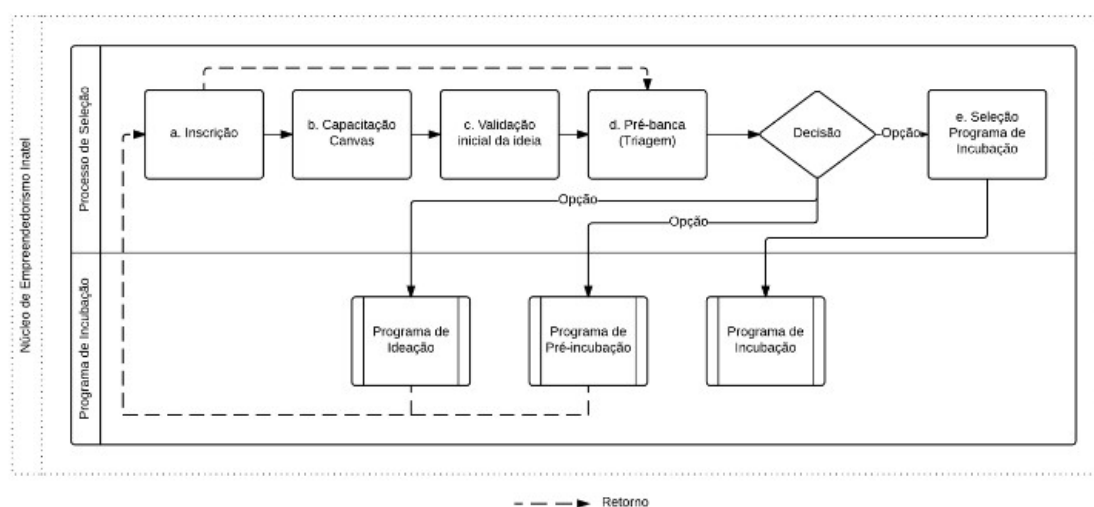 Núcleo de Empreendedorismo Inatel
Processo de Seleção
a. Inscrição
b. Capacitação
Canvas
c. Validação
inicial da ideia
d. Pré-banca
(Triagem)
Decisão
Opção
e. Seleção
Programa de
Incubação
Opção
Opção
Programa de Incubação
Programa de
Ideação
Programa de
Pré-incubação
Programa de
Incubação
Retorno